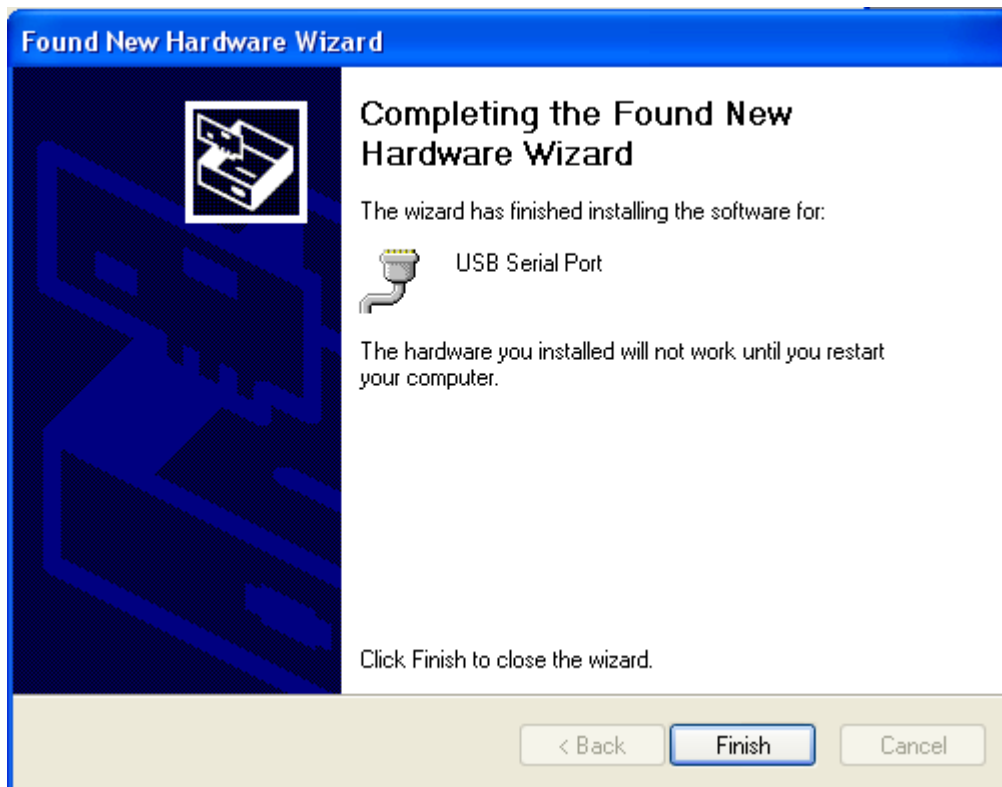 Found New Hardware Wizard
Completing the Found New
Hardware Wizard
The wizard has finished installing the software for:
USB Serial Port
The hardware you installed will not work until you restart
your computer.
Click Finish to close the wizard.
< Back
Finish
Cancel